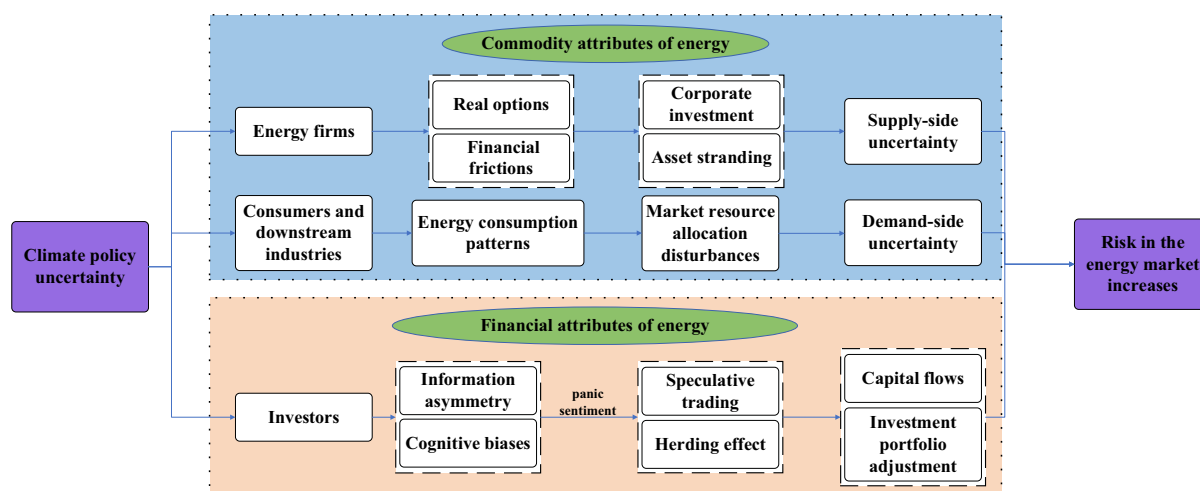 Commodity attributes of energy
Energy firms
Real options
Financial
frictions
Corporate
investment
Asset stranding
Supply-side
uncertainty
Consumers and
downstream
industries
Energy consumption
patterns
Market resource
allocation
disturbances
Demand-side
uncertainty
Climate policy
uncertainty
Risk in the
energy market
increases
Financial attributes of energy
Investors
Information
asymmetry
Cognitive biases
panic
sentiment
Speculative
trading
Herding effect
Capital flows
Investment
portfolio
adjustment